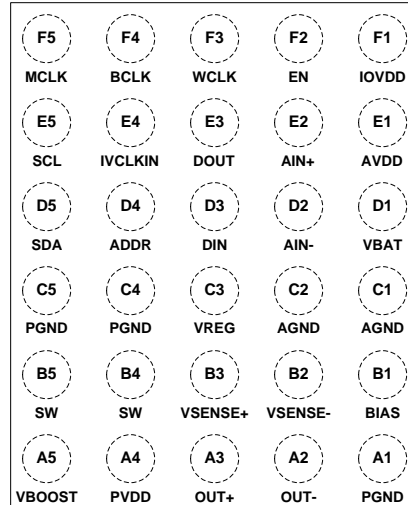 F5 F4 F3 F2 F1
MCLK BCLK WCLK EN IOVDD
E5 E4 E3 E2 E1
SCL IVCLKIN DOUT AIN+ AVDD
D5 D4 D3 D2 D1
SDA ADDR DIN AIN- VBAT
C5 C4 C3 C2 C1
PGND PGND VREG AGND AGND
B5 B4 B3 B2 B1
SW SW VSENSE+ VSENSE- BIAS
A5 A4 A3 A2 A1
VBOOST PVDD OUT+ OUT- PGND